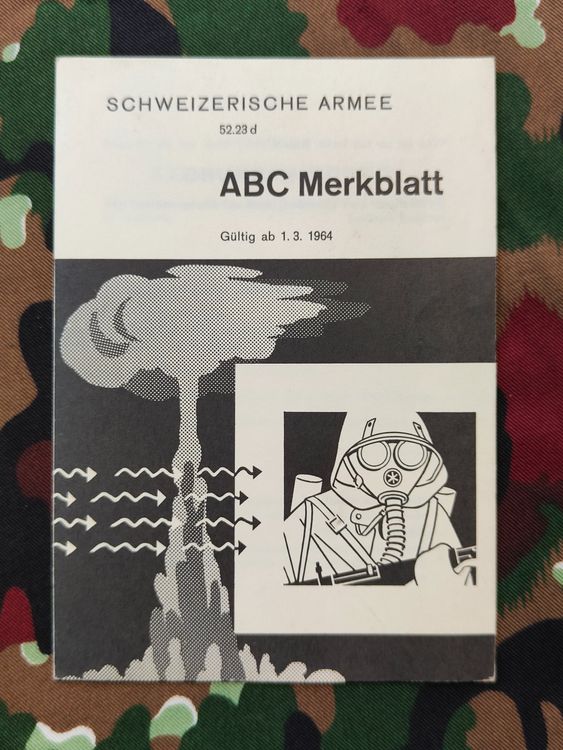 SCHWEIZERISCHE ARMEE
52.23 d
ABC Merkblatt
Gültig ab 1. 3. 1964